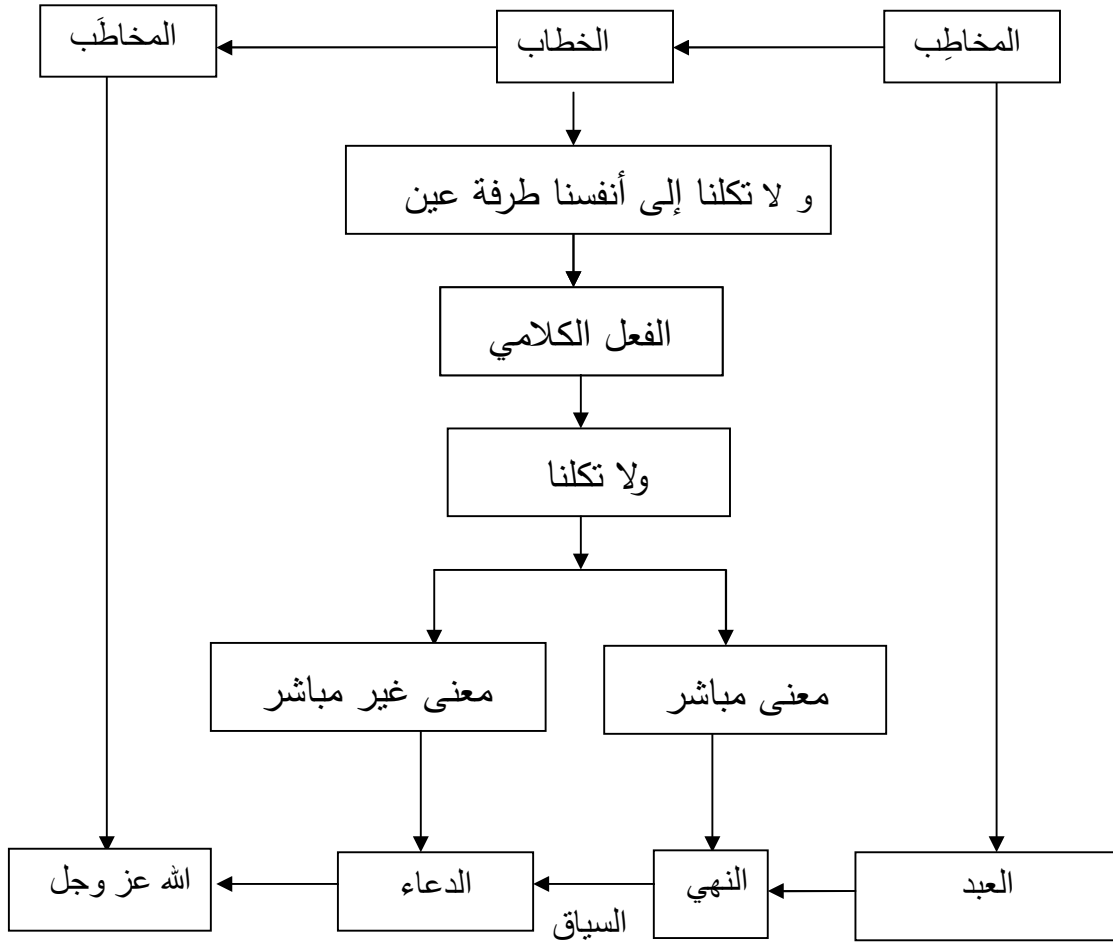 المخاطِب
الخطاب
المخاطَب
و لا تكلنا إلى أنفسنا طرفة عين
الفعل الكلامي
ولا تكلنا
معنى مباشر
معنى غير مباشر
العبد
النهي
السياق
الدعاء
الله عز وجل